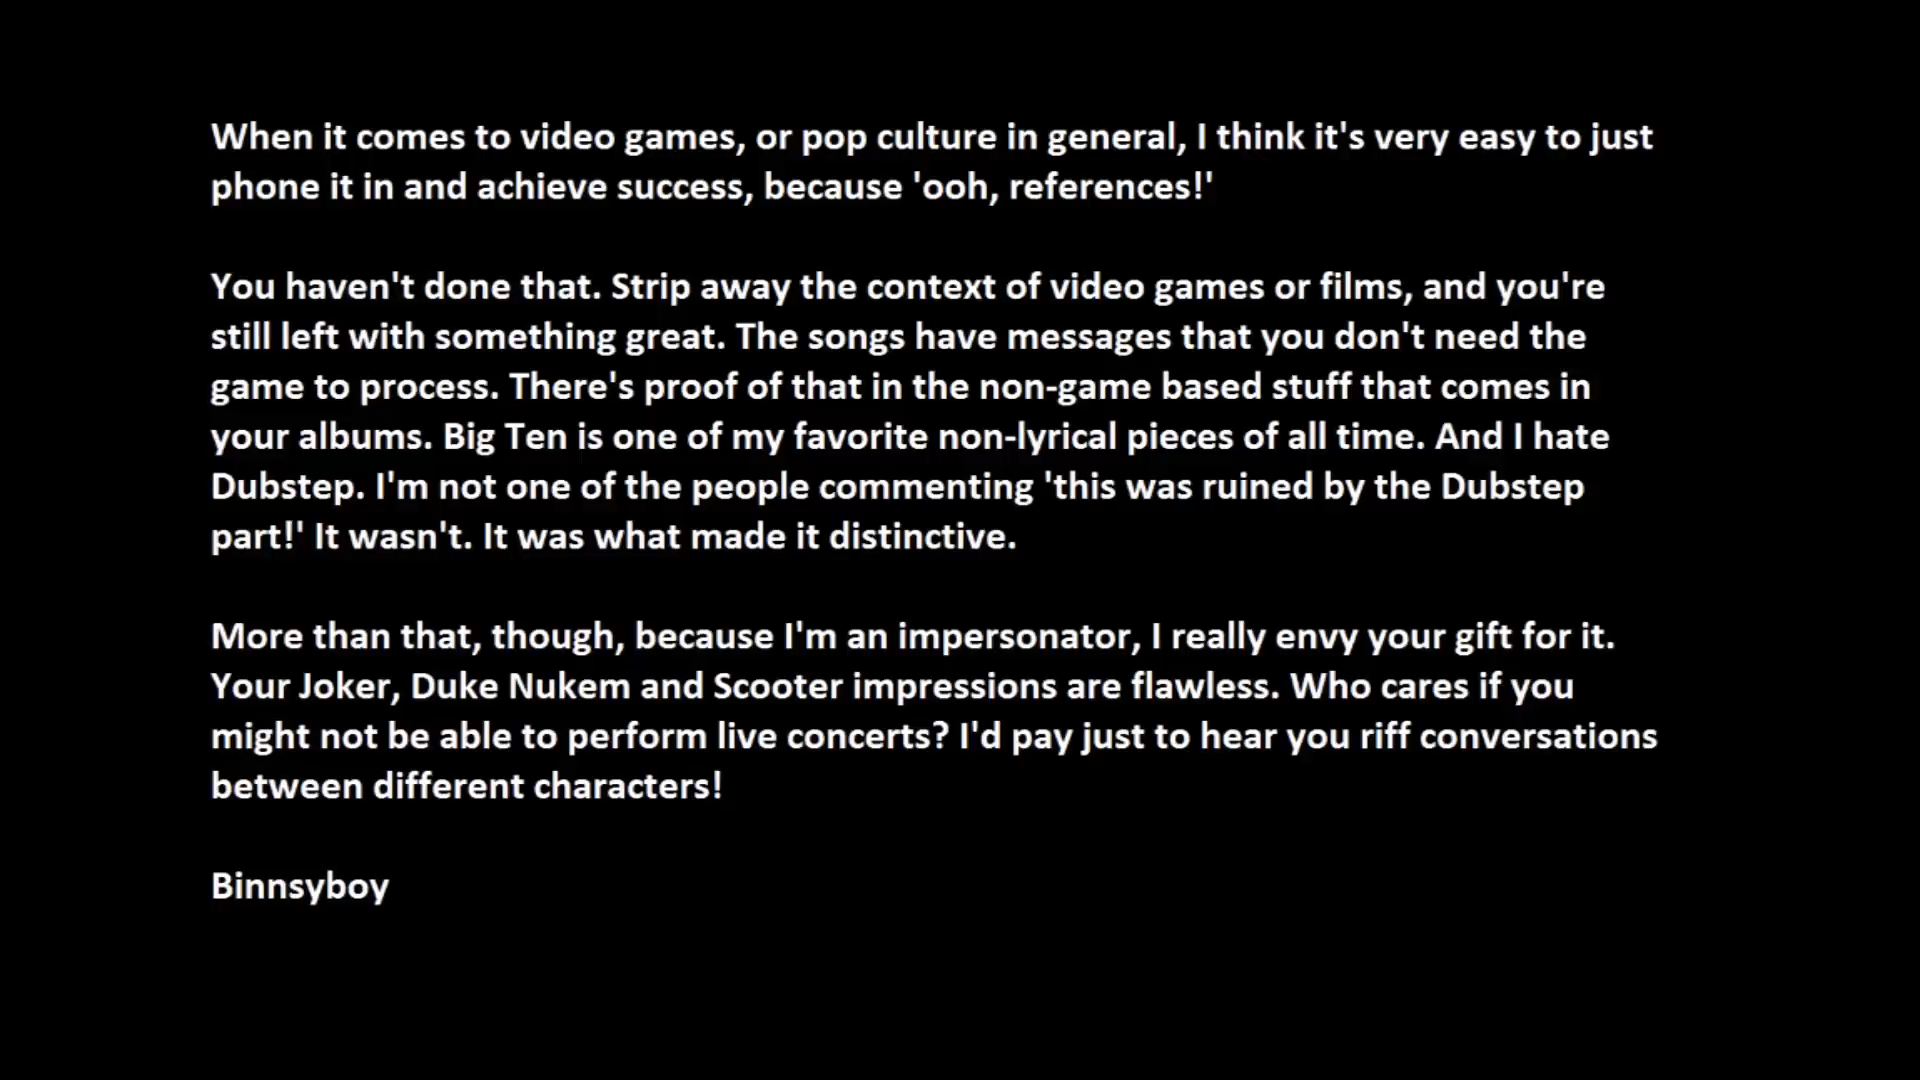 When it comes to video games, or pop culture in general, I think it's very easy to just
phone it in and achieve success, because 'ooh, references!'
You haven't done that. Strip away the context of video games or films, and you're
still left with something great. The songs have messages that you don't need the
game to process. There's proof of that in the non-game based stuff that comes in
your albums. Big Ten is one of my favorite non-lyrical pieces of all time. And I hate
Dubstep. I'm not one of the people commenting 'this was ruined by the Dubstep
part!' It wasn't. It was what made it distinctive.
More than that, though, because I'm an impersonator, I really envy your gift for it.
Your Joker, Duke Nukem and Scooter impressions are flawless. Who cares if you
might not be able to perform live concerts? I'd pay just to hear you riff conversations
between different characters!
Binnsyboy